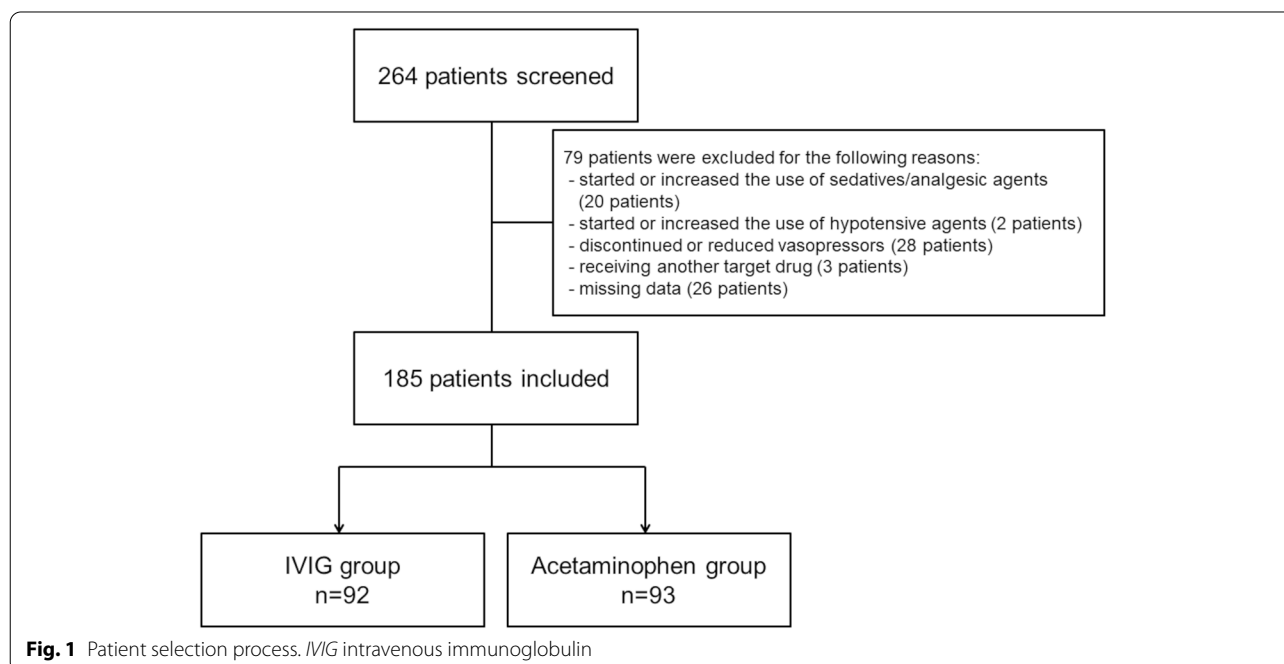 264 patients screened
79 patients were excluded for the following reasons:
- started or increased the use of sedatives/analgesic agents
(20 patients)
- started or increased the use of hypotensive agents (2 patients)
- discontinued or reduced vasopressors (28 patients)
- receiving another target drug (3 patients)
- missing data (26 patients)
185 patients included
IVIG group
n=92
Acetaminophen group
n=93
Fig. 1 Patient selection process. IVIG intravenous immunoglobulin